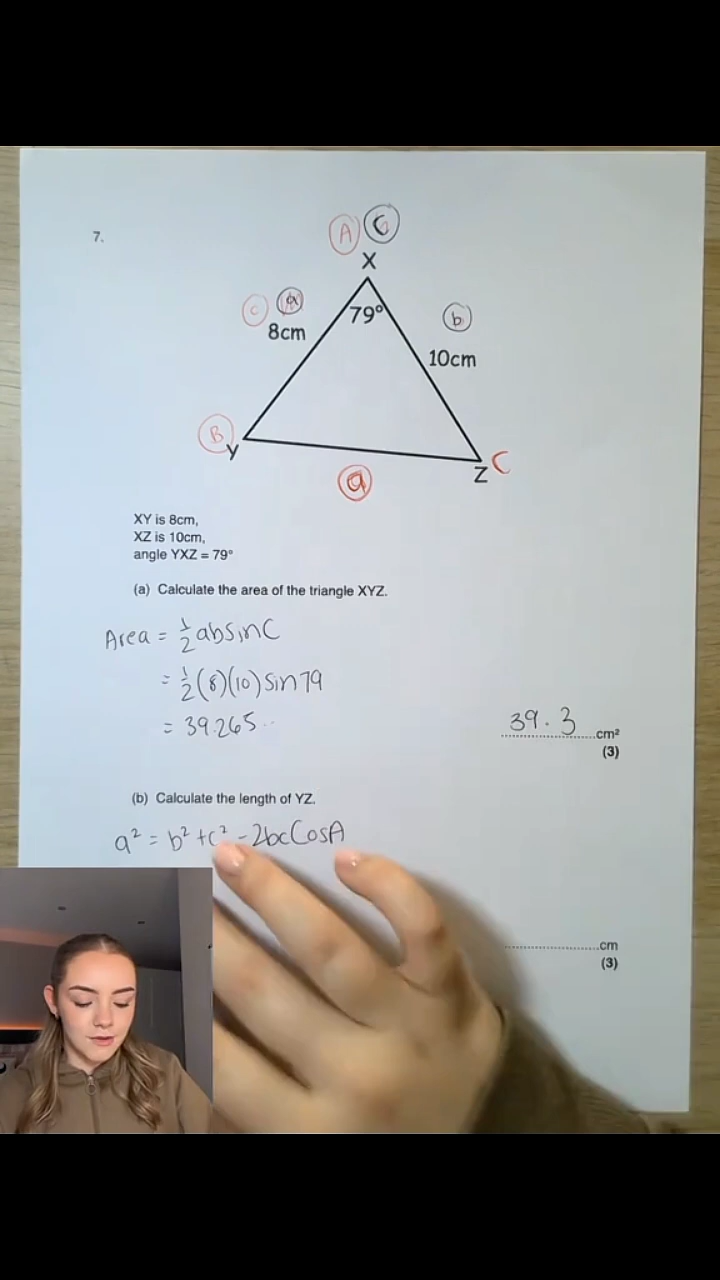 7.
A C
X
c a
79°
b
8cm
10cm
B
Y
a
Z C
XY is 8cm,
XZ is 10cm,
angle YXZ = 79°
(a) Calculate the area of the triangle XYZ.
Area = 1/2 absinC
= 1/2 (8)(10) sin 79
= 39.265..
39.3 cm²
(3)
(b) Calculate the length of YZ.
a² = b² + c² - 2bcCosA
cm
(3)